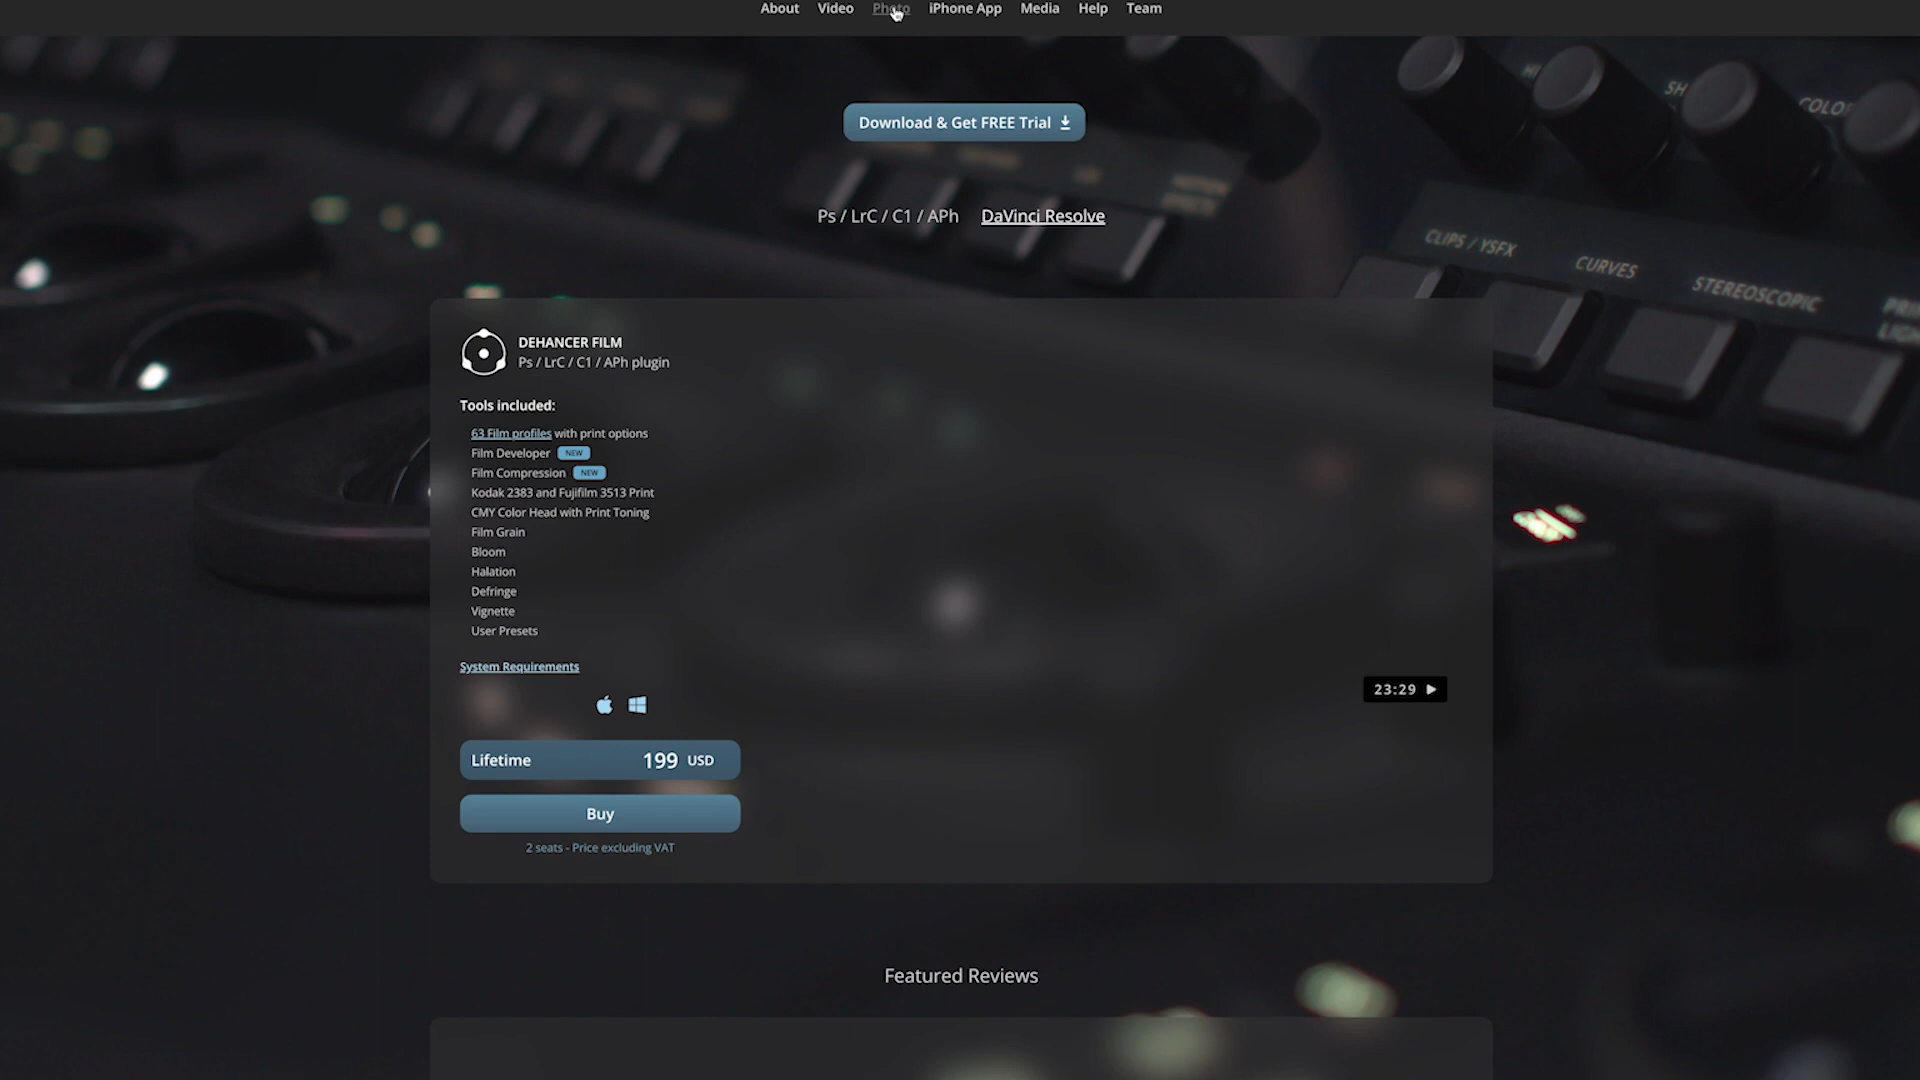 About Video Photo iPhone App Media Help Team
Download & Get FREE Trial
Ps / LrC / C1 / APh DaVinci Resolve
CLIPS / YSFX
CURVES
STEREOSCOPIC
DEHANCER FILM
Ps / LrC / C1 / APh plugin
Tools included:
63 Film profiles with print options
Film Developer NEW
Film Compression NEW
Kodak 2383 and Fujifilm 3513 Print
CMY Color Head with Print Toning
Film Grain
Bloom
Halation
Defringe
Vignette
User Presets
System Requirements
23:29
Lifetime 199 USD
Buy
2 seats - Price excluding VAT
Featured Reviews